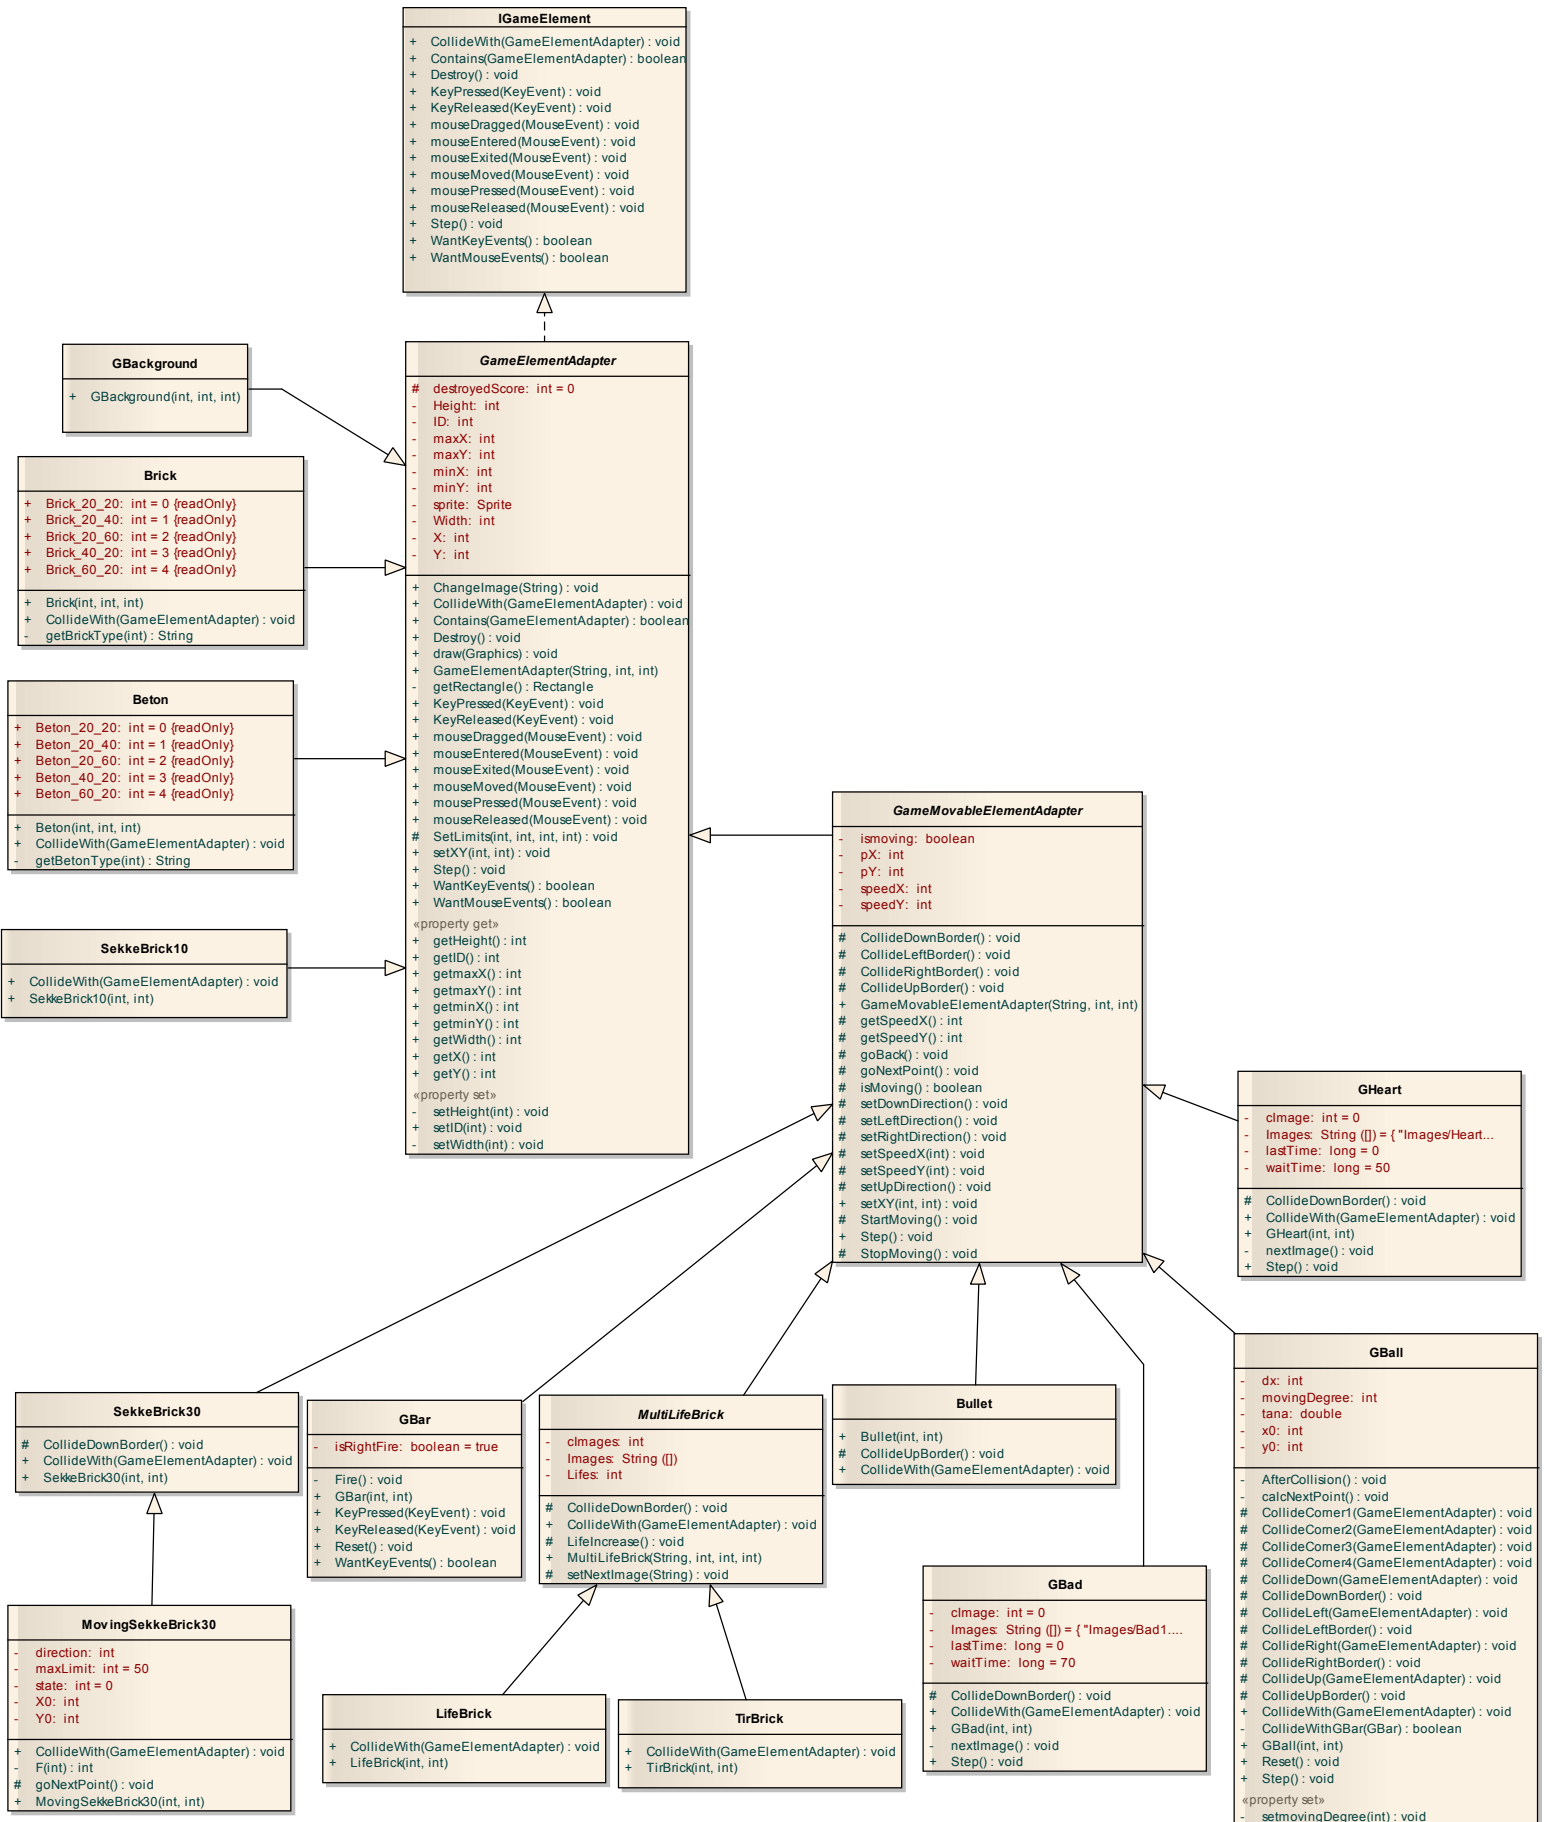 IGameElement
+ CollideWith(GameElementAdapter) : void
+ Contains(GameElementAdapter) : boolean
+ Destroy() : void
+ KeyPressed(KeyEvent) : void
+ KeyReleased(KeyEvent) : void
+ mouseDragged(MouseEvent) : void
+ mouseEntered(MouseEvent) : void
+ mouseExited(MouseEvent) : void
+ mouseMoved(MouseEvent) : void
+ mousePressed(MouseEvent) : void
+ mouseReleased(MouseEvent) : void
+ Step() : void
+ WantKeyEvents() : boolean
+ WantMouseEvents() : boolean
GBackground
+ GBackground(int, int, int)
Brick
+ Brick_20_20: int = 0 {readOnly}
+ Brick_20_40: int = 1 {readOnly}
+ Brick_20_60: int = 2 {readOnly}
+ Brick_40_20: int = 3 {readOnly}
+ Brick_60_20: int = 4 {readOnly}
+ Brick(int, int, int)
+ CollideWith(GameElementAdapter) : void
- getBrickType(int) : String
Beton
+ Beton_20_20: int = 0 {readOnly}
+ Beton_20_40: int = 1 {readOnly}
+ Beton_20_60: int = 2 {readOnly}
+ Beton_40_20: int = 3 {readOnly}
+ Beton_60_20: int = 4 {readOnly}
+ Beton(int, int, int)
+ CollideWith(GameElementAdapter) : void
- getBetonType(int) : String
SekkeBrick10
+ CollideWith(GameElementAdapter) : void
+ SekkeBrick10(int, int)
GameElementAdapter
# destroyedScore: int = 0
- Height: int
- ID: int
- maxX: int
- maxY: int
- minX: int
- minY: int
- sprite: Sprite
- Width: int
- X: int
- Y: int
+ ChangeImage(String) : void
+ CollideWith(GameElementAdapter) : void
+ Contains(GameElementAdapter) : boolean
+ Destroy() : void
+ draw(Graphics) : void
+ GameElementAdapter(String, int, int)
- getRectangle() : Rectangle
+ KeyPressed(KeyEvent) : void
+ KeyReleased(KeyEvent) : void
+ mouseDragged(MouseEvent) : void
+ mouseEntered(MouseEvent) : void
+ mouseExited(MouseEvent) : void
+ mouseMoved(MouseEvent) : void
+ mousePressed(MouseEvent) : void
+ mouseReleased(MouseEvent) : void
# SetLimits(int, int, int, int) : void
+ setXY(int, int) : void
+ Step() : void
+ WantKeyEvents() : boolean
+ WantMouseEvents() : boolean
«property get»
+ getHeight() : int
+ getID() : int
+ getmaxX() : int
+ getmaxY() : int
+ getminX() : int
+ getminY() : int
+ getWidth() : int
+ getX() : int
+ getY() : int
«property set»
- setHeight(int) : void
+ setID(int) : void
- setWidth(int) : void
GameMovableElementAdapter
- ismoving: boolean
- pX: int
- pY: int
- speedX: int
- speedY: int
# CollideDownBorder() : void
# CollideLeftBorder() : void
# CollideRightBorder() : void
# CollideUpBorder() : void
+ GameMovableElementAdapter(String, int, int)
# getSpeedX() : int
# getSpeedY() : int
# goBack() : void
# goNextPoint() : void
# isMoving() : boolean
# setDownDirection() : void
# setLeftDirection() : void
# setRightDirection() : void
# setSpeedX(int) : void
# setSpeedY(int) : void
# setUpDirection() : void
+ setXY(int, int) : void
# StartMoving() : void
+ Step() : void
# StopMoving() : void
GHeart
- cImage: int = 0
- Images: String ([]) = { "Images/Heart...
- lastTime: long = 0
- waitTime: long = 50
# CollideDownBorder() : void
+ CollideWith(GameElementAdapter) : void
+ GHeart(int, int)
- nextImage() : void
+ Step() : void
SekkeBrick30
# CollideDownBorder() : void
+ CollideWith(GameElementAdapter) : void
+ SekkeBrick30(int, int)
GBar
- isRightFire: boolean = true
- Fire() : void
+ GBar(int, int)
+ KeyPressed(KeyEvent) : void
+ KeyReleased(KeyEvent) : void
+ Reset() : void
+ WantKeyEvents() : boolean
MultiLifeBrick
- cImages: int
- Images: String ([])
- Lifes: int
# CollideDownBorder() : void
+ CollideWith(GameElementAdapter) : void
# LifeIncrease() : void
+ MultiLifeBrick(String, int, int, int)
# setNextImage(String) : void
Bullet
+ Bullet(int, int)
# CollideUpBorder() : void
+ CollideWith(GameElementAdapter) : void
GBall
- dx: int
- movingDegree: int
- tana: double
- x0: int
- y0: int
- AfterCollision() : void
- calcNextPoint() : void
# CollideCorner1(GameElementAdapter) : void
# CollideCorner2(GameElementAdapter) : void
# CollideCorner3(GameElementAdapter) : void
# CollideCorner4(GameElementAdapter) : void
# CollideDown(GameElementAdapter) : void
# CollideDownBorder() : void
# CollideLeft(GameElementAdapter) : void
# CollideLeftBorder() : void
# CollideRight(GameElementAdapter) : void
# CollideRightBorder() : void
# CollideUp(GameElementAdapter) : void
# CollideUpBorder() : void
+ CollideWith(GameElementAdapter) : void
- CollideWithGBar(GBar) : boolean
+ GBall(int, int)
+ Reset() : void
+ Step() : void
«property set»
- setmovingDegree(int) : void
MovingSekkeBrick30
- direction: int
- maxLimit: int = 50
- state: int = 0
- X0: int
- Y0: int
+ CollideWith(GameElementAdapter) : void
- F(int) : int
# goNextPoint() : void
+ MovingSekkeBrick30(int, int)
LifeBrick
+ CollideWith(GameElementAdapter) : void
+ LifeBrick(int, int)
TirBrick
+ CollideWith(GameElementAdapter) : void
+ TirBrick(int, int)
GBad
- cImage: int = 0
- Images: String ([]) = { "Images/Bad1....
- lastTime: long = 0
- waitTime: long = 70
# CollideDownBorder() : void
+ CollideWith(GameElementAdapter) : void
+ GBad(int, int)
- nextImage() : void
+ Step() : void